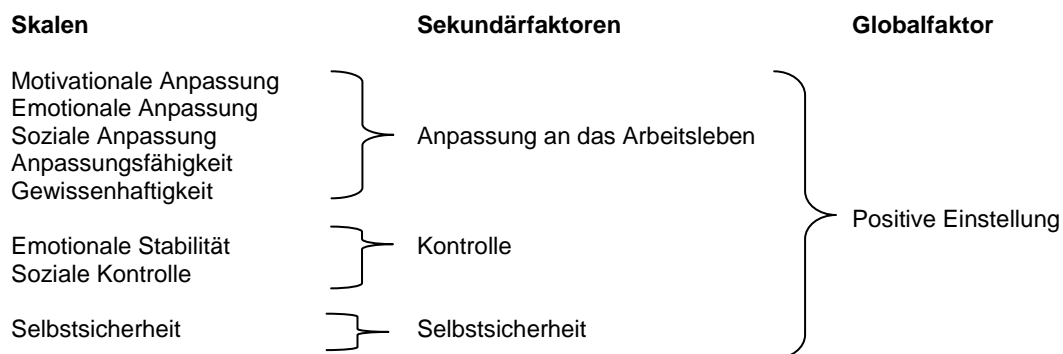 Skalen Sekundärfaktoren Globalfaktor
Motivationale Anpassung
Emotionale Anpassung
Soziale Anpassung Anpassung an das Arbeitsleben
Anpassungsfähigkeit
Gewissenhaftigkeit
Positive Einstellung
Emotionale Stabilität Kontrolle
Soziale Kontrolle
Selbstsicherheit Selbstsicherheit